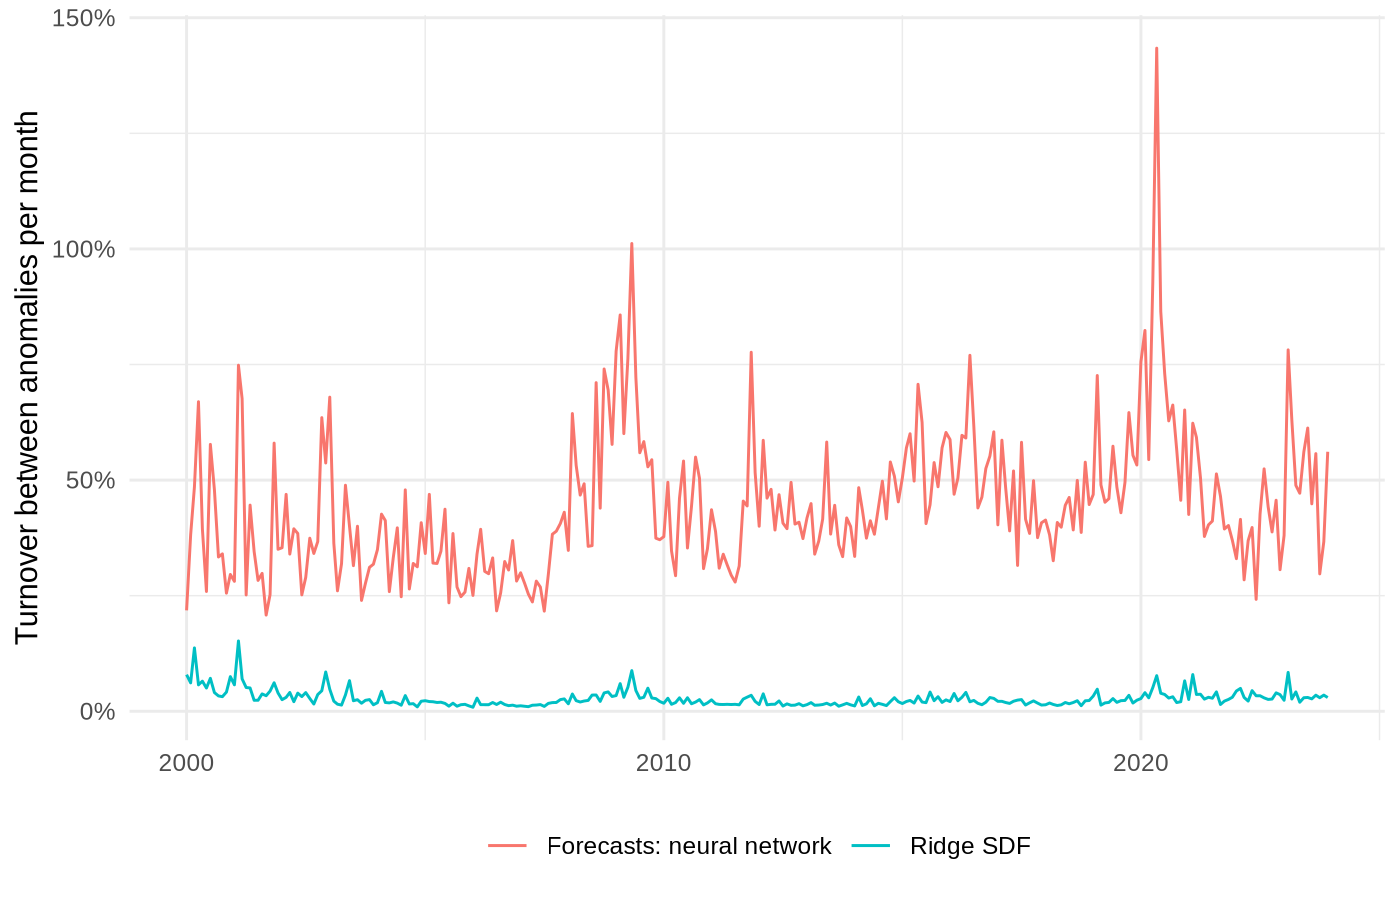 150%
100%
50%
0%
Turnover between anomalies per month
2000 2010 2020
Forecasts: neural network Ridge SDF